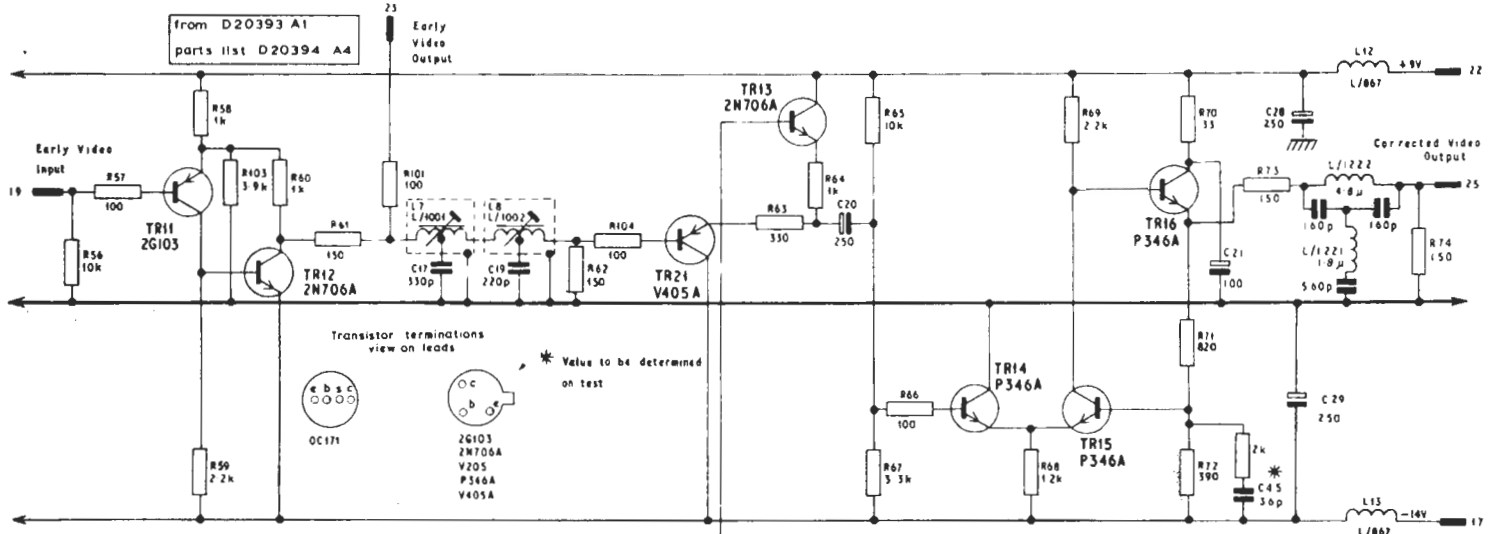 from D20393 A1
parts list D20394 A4
23
Early
Video
Output
L12
+9V
22
L/867
R58
1k
TR13
2N706A
R65
10k
R69
2.2k
R70
33
C28
250
Early Video
Input
19
R57
100
R103
3.9k
R60
1k
R101
100
R64
1k
Corrected Video
Output
25
R73
150
L/1222
4.8µ
160p
160p
TR11
2G103
R56
10k
R61
150
L7
L/1001
L8
L/1002
R104
100
R63
330
C20
250
TR16
P346A
L/1221
1.8µ
R74
150
TR12
2N706A
C17
330p
C19
220p
R62
150
TR21
V405A
C21
100
560p
Transistor terminations
view on leads
e b s c
OC171
c
b
e
2G103
2N706A
V205
P346A
V405A
* Value to be determined
on test
R71
820
TR14
P346A
R66
100
TR15
P346A
C29
250
R59
2.2k
R67
3.3k
R68
1.2k
R72
390
2k
*
C45
36p
L13
-14V
17
L/867